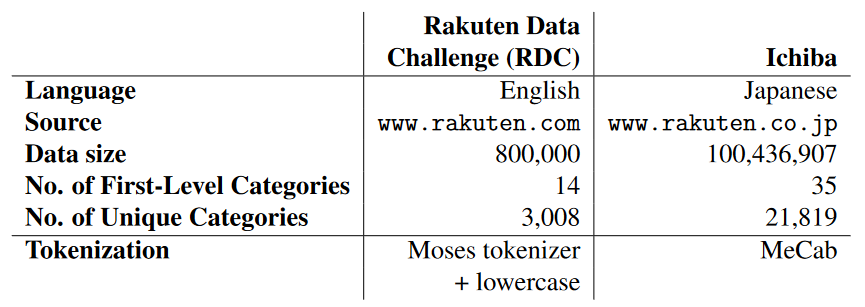 Rakuten Data
Challenge (RDC) Ichiba
Language English Japanese
Source www.rakuten.com www.rakuten.co.jp
Data size 800,000 100,436,907
No. of First-Level Categories 14 35
No. of Unique Categories 3,008 21,819
Tokenization Moses tokenizer MeCab
+ lowercase